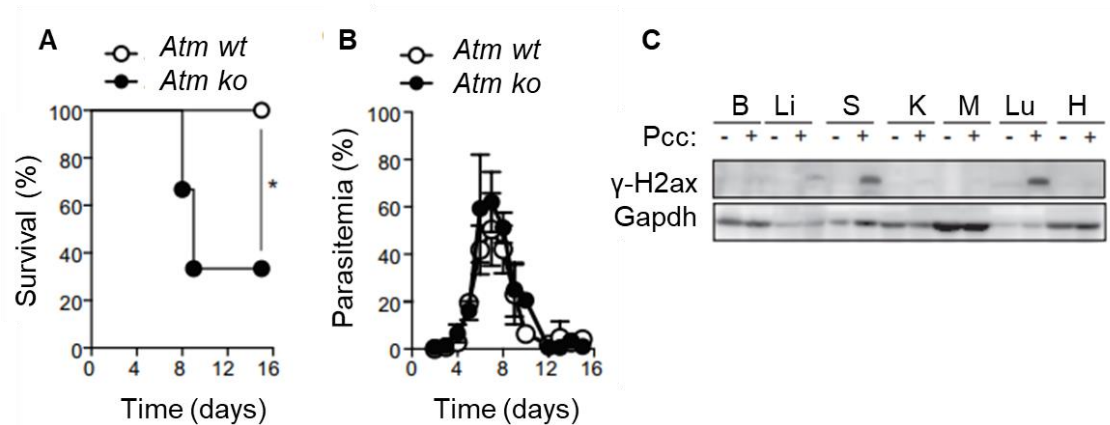 A
Atm wt
Atm ko
100
80
60
40
20
0
0 4 8 12 16
*
Survival (%)
Time (days)
B
Atm wt
Atm ko
100
80
60
40
20
0
0 4 8 12 16
Parasitemia (%)
Time (days)
C
B Li S K M Lu H
Pcc: - + - + - + - + - + - + - +
γ-H2ax
Gapdh